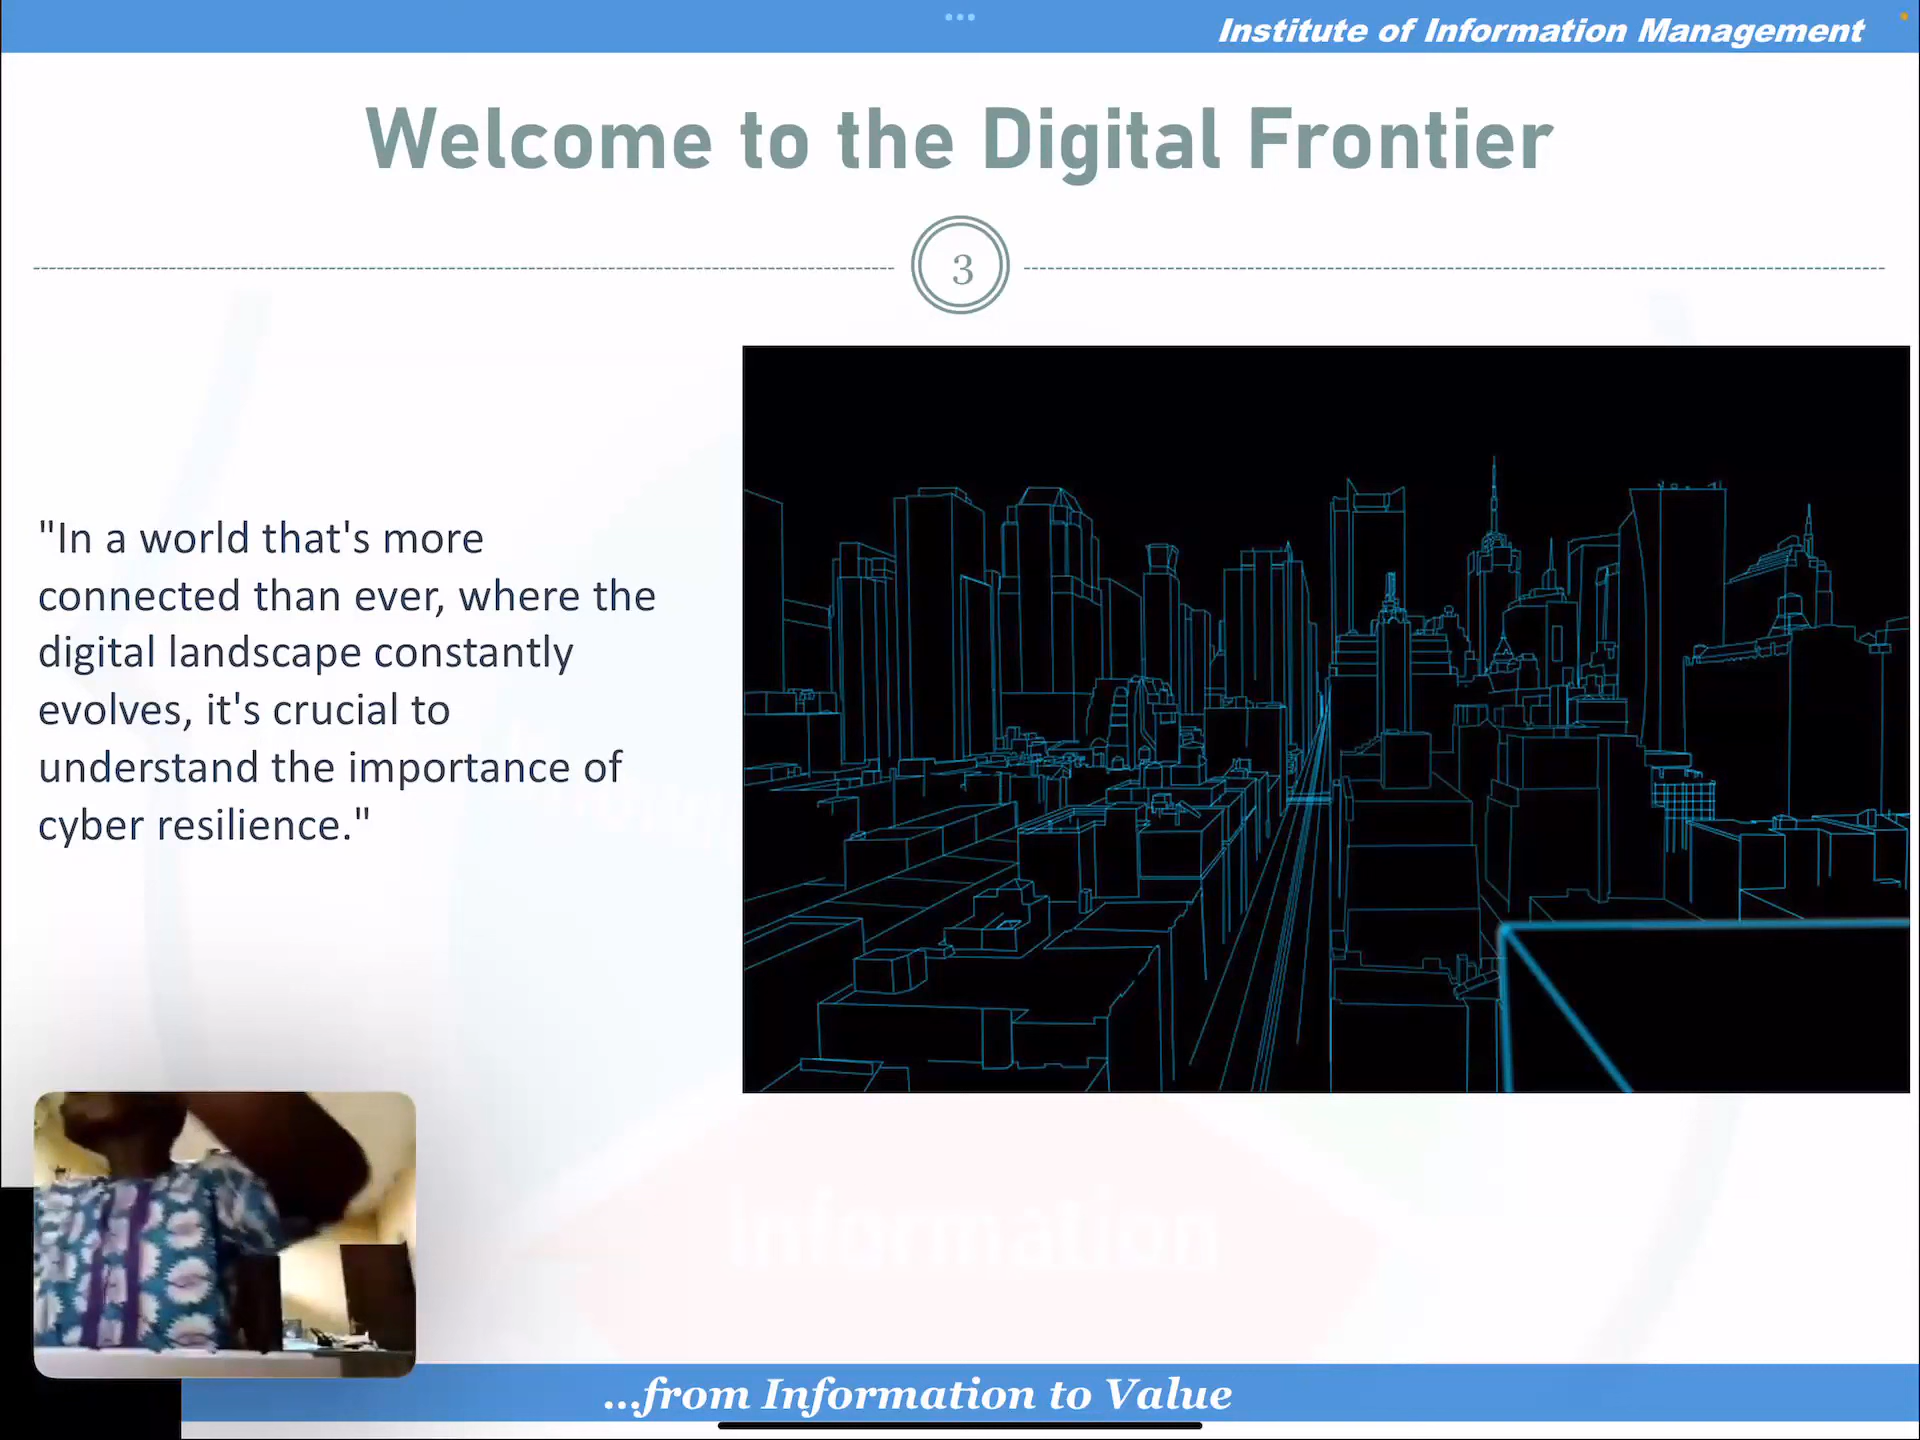 Institute of Information Management
Welcome to the Digital Frontier
3
"In a world that's more
connected than ever, where the
digital landscape constantly
evolves, it's crucial to
understand the importance of
cyber resilience."
Information
...from Information to Value